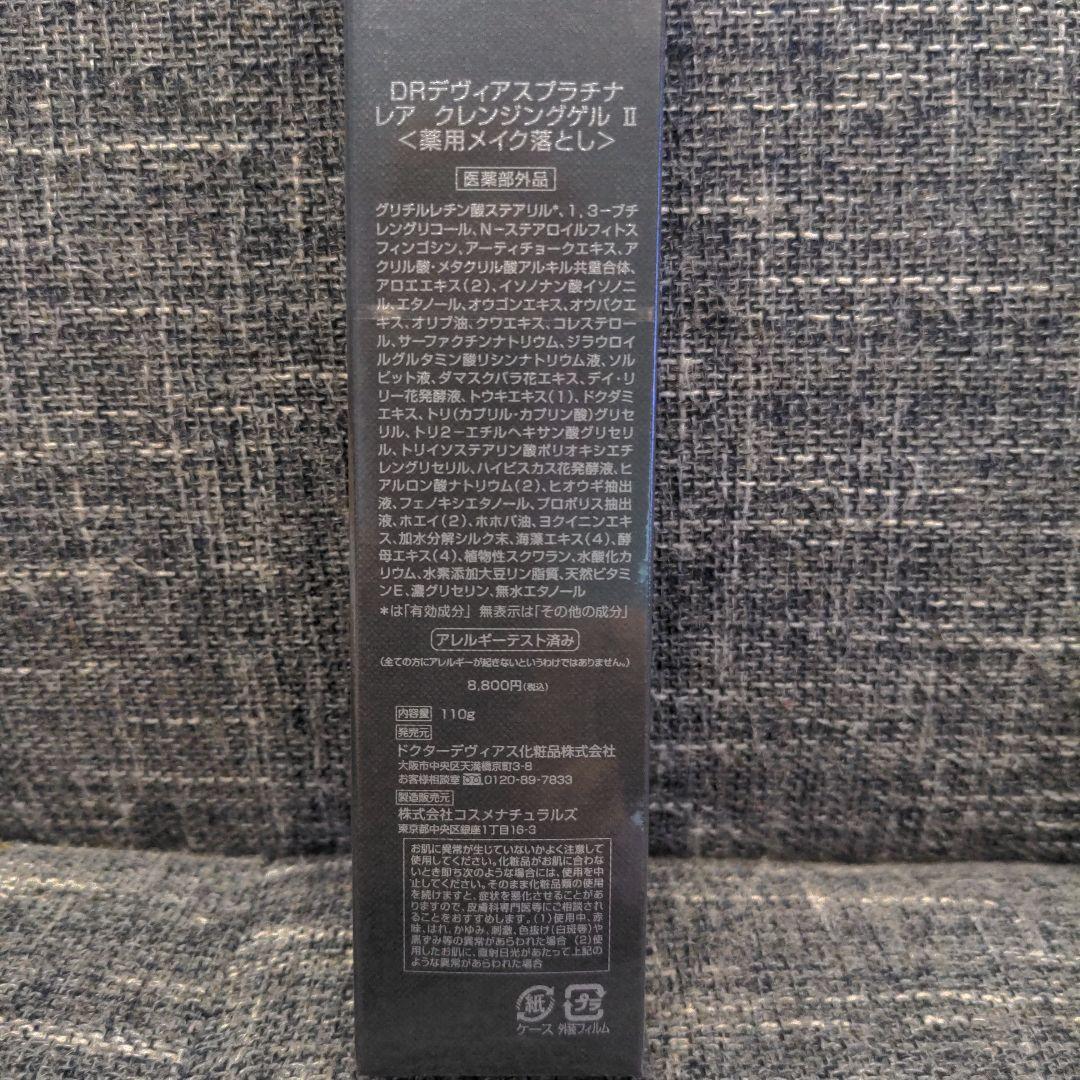 DRデヴィアスプラチナ
レア クレンジングゲル Ⅱ
＜薬用メイク落とし＞
医薬部外品
グリチルレチン酸ステアリル*、1,3-ブチ
レングリコール、N-ステアロイルフィトス
フィンゴシン、アーティチョークエキス、ア
クリル酸・メタクリル酸アルキル共重合体、
アロエエキス(2)、イソノナン酸イソノニ
ル、エタノール、オウゴンエキス、オウバクエ
キス、オリブ油、クワエキス、コレステロー
ル、サーファクチンナトリウム、ジラウロイ
ルグルタミン酸リシンナトリウム液、ソル
ビット液、ダマスクバラ花エキス、デイ・リ
リー花発酵液、トウキエキス(1)、ドクダミ
エキス、トリ(カプリル・カプリン酸)グリセ
リル、トリ2-エチルヘキサン酸グリセリ
ル、トリイソステアリン酸ポリオキシエチ
レングリセリル、ハイビスカス花発酵液、ヒ
アルロン酸ナトリウム(2)、ヒオウギ抽出
液、フェノキシエタノール、プロポリス抽出
液、ホエイ(2)、ホホバ油、ヨクイニンエキ
ス、加水分解シルク末、海藻エキス(4)、酵
母エキス(4)、植物性スクワラン、水酸化カ
リウム、水素添加大豆リン脂質、天然ビタミ
ンE、濃グリセリン、無水エタノール
*は「有効成分」 無表示は「その他の成分」
アレルギーテスト済み
(全ての方にアレルギーが起きないというわけではありません。)
8,800円(税込)
内容量 110g
発売元
ドクターデヴィアス化粧品株式会社
大阪市中央区天満橋京町3-8
お客様相談室 0120-89-7833
製造販売元
株式会社コスメナチュラルズ
東京都中央区銀座1丁目16-3
お肌に異常が生じていないかよく注意して
使用してください。化粧品がお肌に合わな
いとき即ち次のような場合には、使用を中
止してください。そのまま化粧品類の使用
を続けますと、症状を悪化させることがあ
りますので、皮膚科専門医等にご相談され
ることをおすすめします。(1)使用中、赤
味、はれ、かゆみ、刺激、色抜け(白斑等)や
黒ずみ等の異常があらわれた場合 (2)使
用したお肌に、直射日光があたって上記の
ような異常があらわれた場合
紙 プラ
ケース 外装フィルム